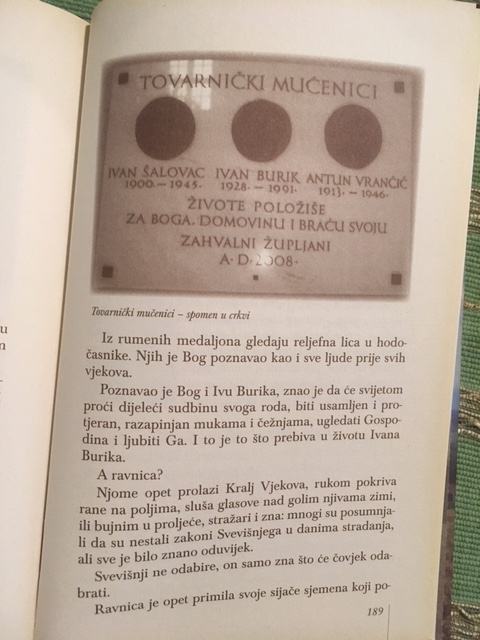 TOVARNIČKI MUČENICI
IVAN ŠALOVAC IVAN BURIK ANTUN VRANČIĆ
1900.–1945. 1928.–1991. 1913.–1946.
ŽIVOTE POLOŽIŠE
ZA BOGA, DOMOVINU I BRAĆU SVOJU
ZAHVALNI ŽUPLJANI
A·D·2008·
Tovarnički mučenici – spomen u crkvi
Iz rumenih medaljona gledaju reljefna lica u hodo-
časnike. Njih je Bog poznavao kao i sve ljude prije svih
vjekova.
Poznavao je Bog i Ivu Burika, znao je da će svijetom
proći dijeleći sudbinu svoga roda, biti usamljen i pro-
tjeran, razapinjan mukama i čežnjama, ugledati Gospo-
dina i ljubiti Ga. I to je to što prebiva u životu Ivana
Burika.
A ravnica?
Njome opet prolazi Kralj Vjekova, rukom pokriva
rane na poljima, sluša glasove nad golim njivama zimi,
ili bujnim u proljeće, stražari i zna: mnogi su posumnja-
li da su nestali zakoni Svevišnjega u danima stradanja,
ali sve je bilo znano oduvijek.
Svevišnji ne odabire, on samo zna što će čovjek oda-
brati.
Ravnica je opet primila svoje sijače sjemena koji po-
189
u